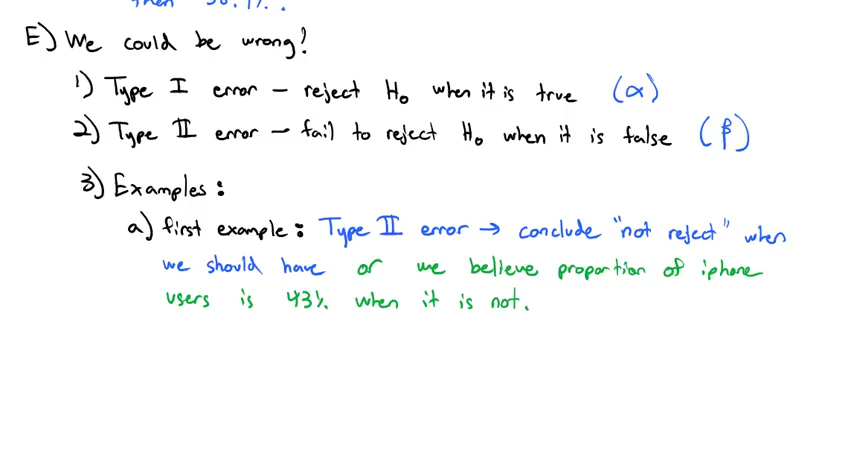 E) We could be wrong?
1) Type I error – reject H₀ when it is true (α)
2) Type II error – fail to reject H₀ when it is false (β)
3) Examples:
a) first example: Type II error → conclude "not reject" when
we should have or we believe proportion of iphone
users is 43% when it is not.